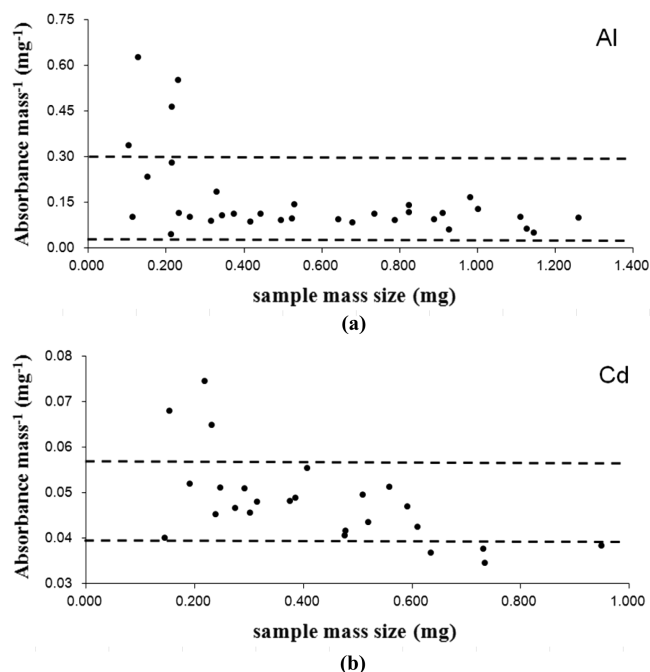 Al
Absorbance mass⁻¹ (mg⁻¹)
0.75
0.60
0.45
0.30
0.15
0.00
0.000 0.200 0.400 0.600 0.800 1.000 1.200 1.400
sample mass size (mg)
(a)
Cd
Absorbance mass⁻¹ (mg⁻¹)
0.08
0.07
0.06
0.05
0.04
0.03
0.000 0.200 0.400 0.600 0.800 1.000
sample mass size (mg)
(b)